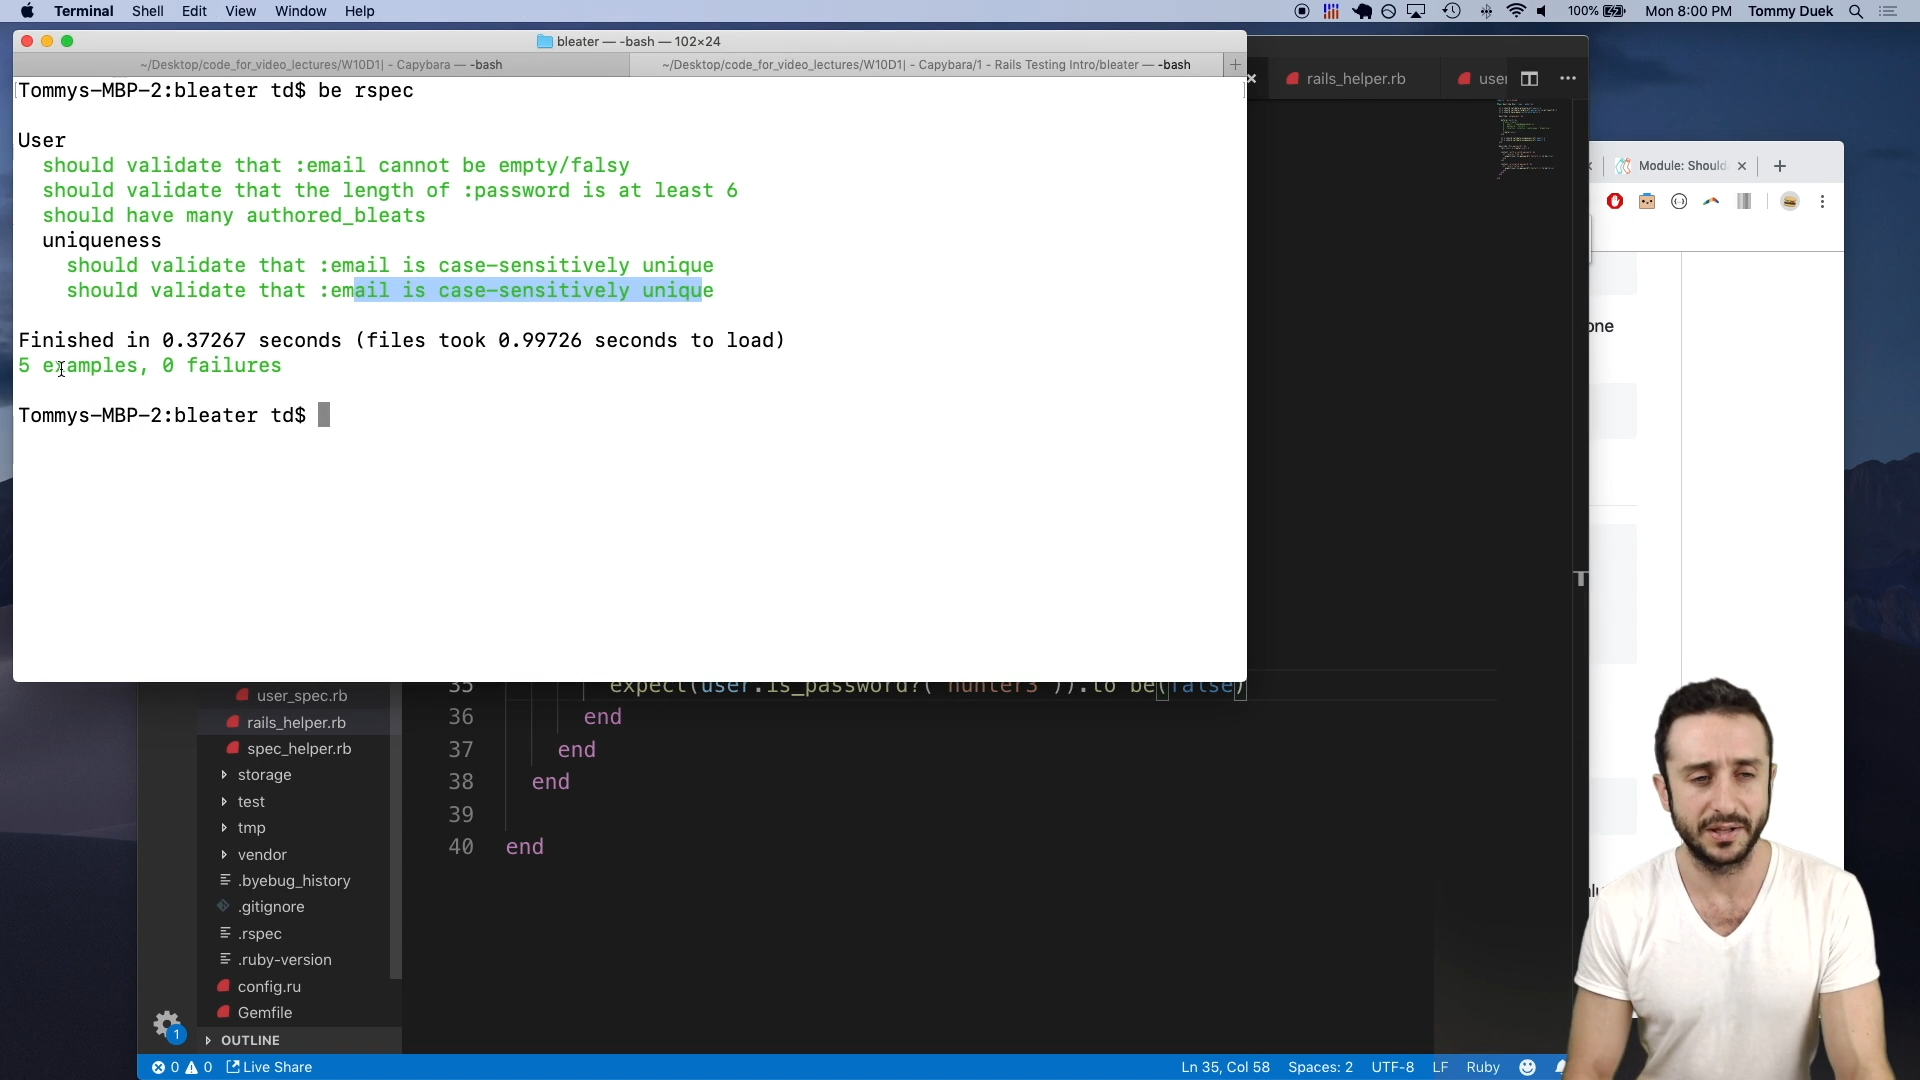 Terminal Shell Edit View Window Help
100% Mon 8:00 PM Tommy Duek
bleater — -bash — 102×24
~/Desktop/code_for_video_lectures/W10D1| - Capybara — -bash
~/Desktop/code_for_video_lectures/W10D1| - Capybara/1 - Rails Testing Intro/bleater — -bash
rails_helper.rb
user
Tommys-MBP-2:bleater td$ be rspec
User
should validate that :email cannot be empty/falsy
should validate that the length of :password is at least 6
should have many authored_bleats
uniqueness
should validate that :email is case-sensitively unique
should validate that :email is case-sensitively unique
Finished in 0.37267 seconds (files took 0.99726 seconds to load)
5 examples, 0 failures
Tommys-MBP-2:bleater td$
Module: Should
one
user_spec.rb
rails_helper.rb
spec_helper.rb
storage
test
tmp
vendor
.byebug_history
.gitignore
.rspec
.ruby-version
config.ru
Gemfile
OUTLINE
1
35 expect(user.is_password?("hunter3")).to be(false)
36 end
37 end
38 end
39
40 end
0 0 Live Share
Ln 35, Col 58 Spaces: 2 UTF-8 LF Ruby